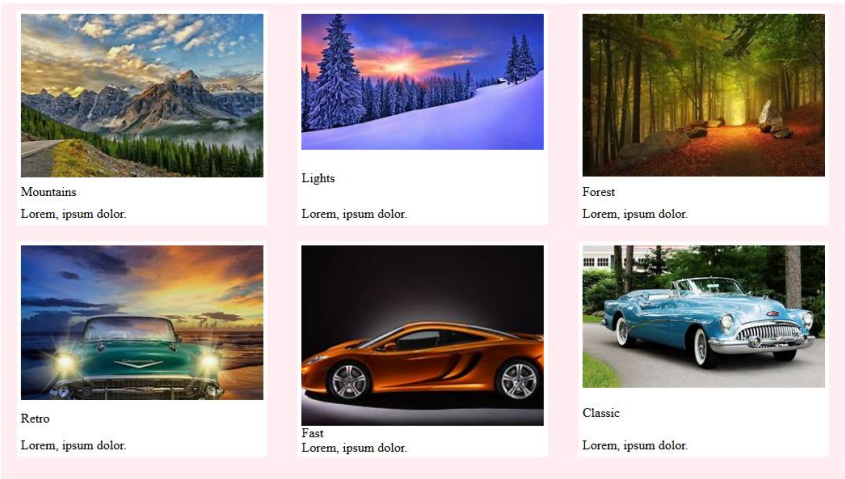 Mountains
Lorem, ipsum dolor.
Lights
Lorem, ipsum dolor.
Forest
Lorem, ipsum dolor.
Retro
Lorem, ipsum dolor.
Fast
Lorem, ipsum dolor.
Classic
Lorem, ipsum dolor.